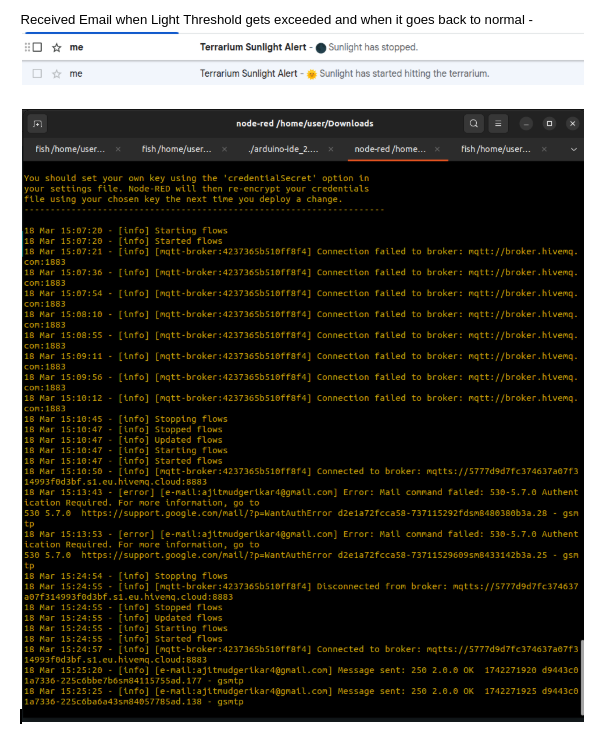 Received Email when Light Threshold gets exceeded and when it goes back to normal -
me Terrarium Sunlight Alert - 🌑 Sunlight has stopped.
me Terrarium Sunlight Alert - 🌞 Sunlight has started hitting the terrarium.
node-red /home/user/Downloads
fish /home/user... × fish /home/user... × ./arduino-ide_2.... × node-red /home... × fish /home/user... ×
You should set your own key using the 'credentialSecret' option in
your settings file. Node-RED will then re-encrypt your credentials
file using your chosen key the next time you deploy a change.
---------------------------------------------------------------------
18 Mar 15:07:20 - [info] Starting flows
18 Mar 15:07:20 - [info] Started flows
18 Mar 15:07:21 - [info] [mqtt-broker:4237365b510ff8f4] Connection failed to broker: mqtt://broker.hivemq.
com:1883
18 Mar 15:07:36 - [info] [mqtt-broker:4237365b510ff8f4] Connection failed to broker: mqtt://broker.hivemq.
com:1883
18 Mar 15:07:54 - [info] [mqtt-broker:4237365b510ff8f4] Connection failed to broker: mqtt://broker.hivemq.
com:1883
18 Mar 15:08:10 - [info] [mqtt-broker:4237365b510ff8f4] Connection failed to broker: mqtt://broker.hivemq.
com:1883
18 Mar 15:08:55 - [info] [mqtt-broker:4237365b510ff8f4] Connection failed to broker: mqtt://broker.hivemq.
com:1883
18 Mar 15:09:11 - [info] [mqtt-broker:4237365b510ff8f4] Connection failed to broker: mqtt://broker.hivemq.
com:1883
18 Mar 15:09:56 - [info] [mqtt-broker:4237365b510ff8f4] Connection failed to broker: mqtt://broker.hivemq.
com:1883
18 Mar 15:10:12 - [info] [mqtt-broker:4237365b510ff8f4] Connection failed to broker: mqtt://broker.hivemq.
com:1883
18 Mar 15:10:45 - [info] Stopping flows
18 Mar 15:10:47 - [info] Stopped flows
18 Mar 15:10:47 - [info] Updated flows
18 Mar 15:10:47 - [info] Starting flows
18 Mar 15:10:47 - [info] Started flows
18 Mar 15:10:50 - [info] [mqtt-broker:4237365b510ff8f4] Connected to broker: mqtts://5777d9d7fc374637a07f3
14993f0d3bf.s1.eu.hivemq.cloud:8883
18 Mar 15:13:43 - [error] [e-mail:ajitmudgerikar4@gmail.com] Error: Mail command failed: 530-5.7.0 Authent
ication Required. For more information, go to
530 5.7.0  https://support.google.com/mail/?p=WantAuthError d2e1a72fcca58-737115292fdsm8480380b3a.28 - gsm
tp
18 Mar 15:13:53 - [error] [e-mail:ajitmudgerikar4@gmail.com] Error: Mail command failed: 530-5.7.0 Authent
ication Required. For more information, go to
530 5.7.0  https://support.google.com/mail/?p=WantAuthError d2e1a72fcca58-73711529609sm8433142b3a.25 - gsm
tp
18 Mar 15:24:54 - [info] Stopping flows
18 Mar 15:24:55 - [info] [mqtt-broker:4237365b510ff8f4] Disconnected from broker: mqtts://5777d9d7fc374637
a07f314993f0d3bf.s1.eu.hivemq.cloud:8883
18 Mar 15:24:55 - [info] Stopped flows
18 Mar 15:24:55 - [info] Updated flows
18 Mar 15:24:55 - [info] Starting flows
18 Mar 15:24:55 - [info] Started flows
18 Mar 15:24:57 - [info] [mqtt-broker:4237365b510ff8f4] Connected to broker: mqtts://5777d9d7fc374637a07f3
14993f0d3bf.s1.eu.hivemq.cloud:8883
18 Mar 15:25:20 - [info] [e-mail:ajitmudgerikar4@gmail.com] Message sent: 250 2.0.0 OK  1742271920 d9443c0
1a7336-225c6bbe7b6sm84115755ad.177 - gsmtp
18 Mar 15:25:25 - [info] [e-mail:ajitmudgerikar4@gmail.com] Message sent: 250 2.0.0 OK  1742271925 d9443c0
1a7336-225c6ba6a43sm84057785ad.138 - gsmtp